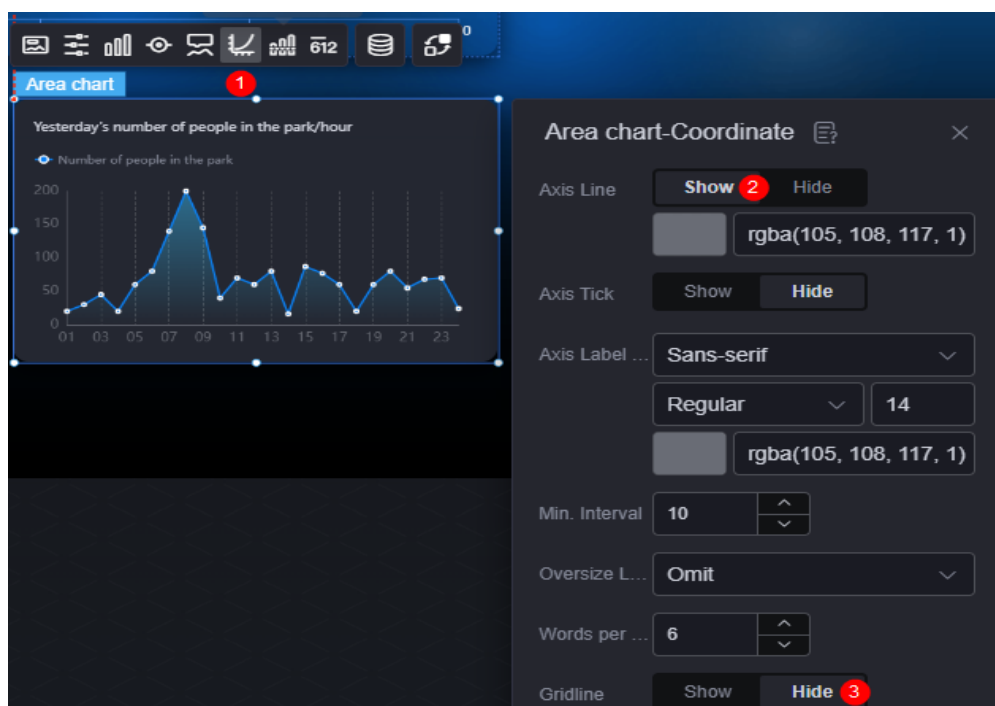 612
0
Area chart
1
Yesterday's number of people in the park/hour
Number of people in the park
200
150
100
50
0
01 03 05 07 09 11 13 15 17 19 21 23
Area chart-Coordinate
Axis Line Show 2 Hide
rgba(105, 108, 117, 1)
Axis Tick Show Hide
Axis Label ... Sans-serif
Regular 14
rgba(105, 108, 117, 1)
Min. Interval 10
Oversize L... Omit
Words per ... 6
Gridline Show Hide 3